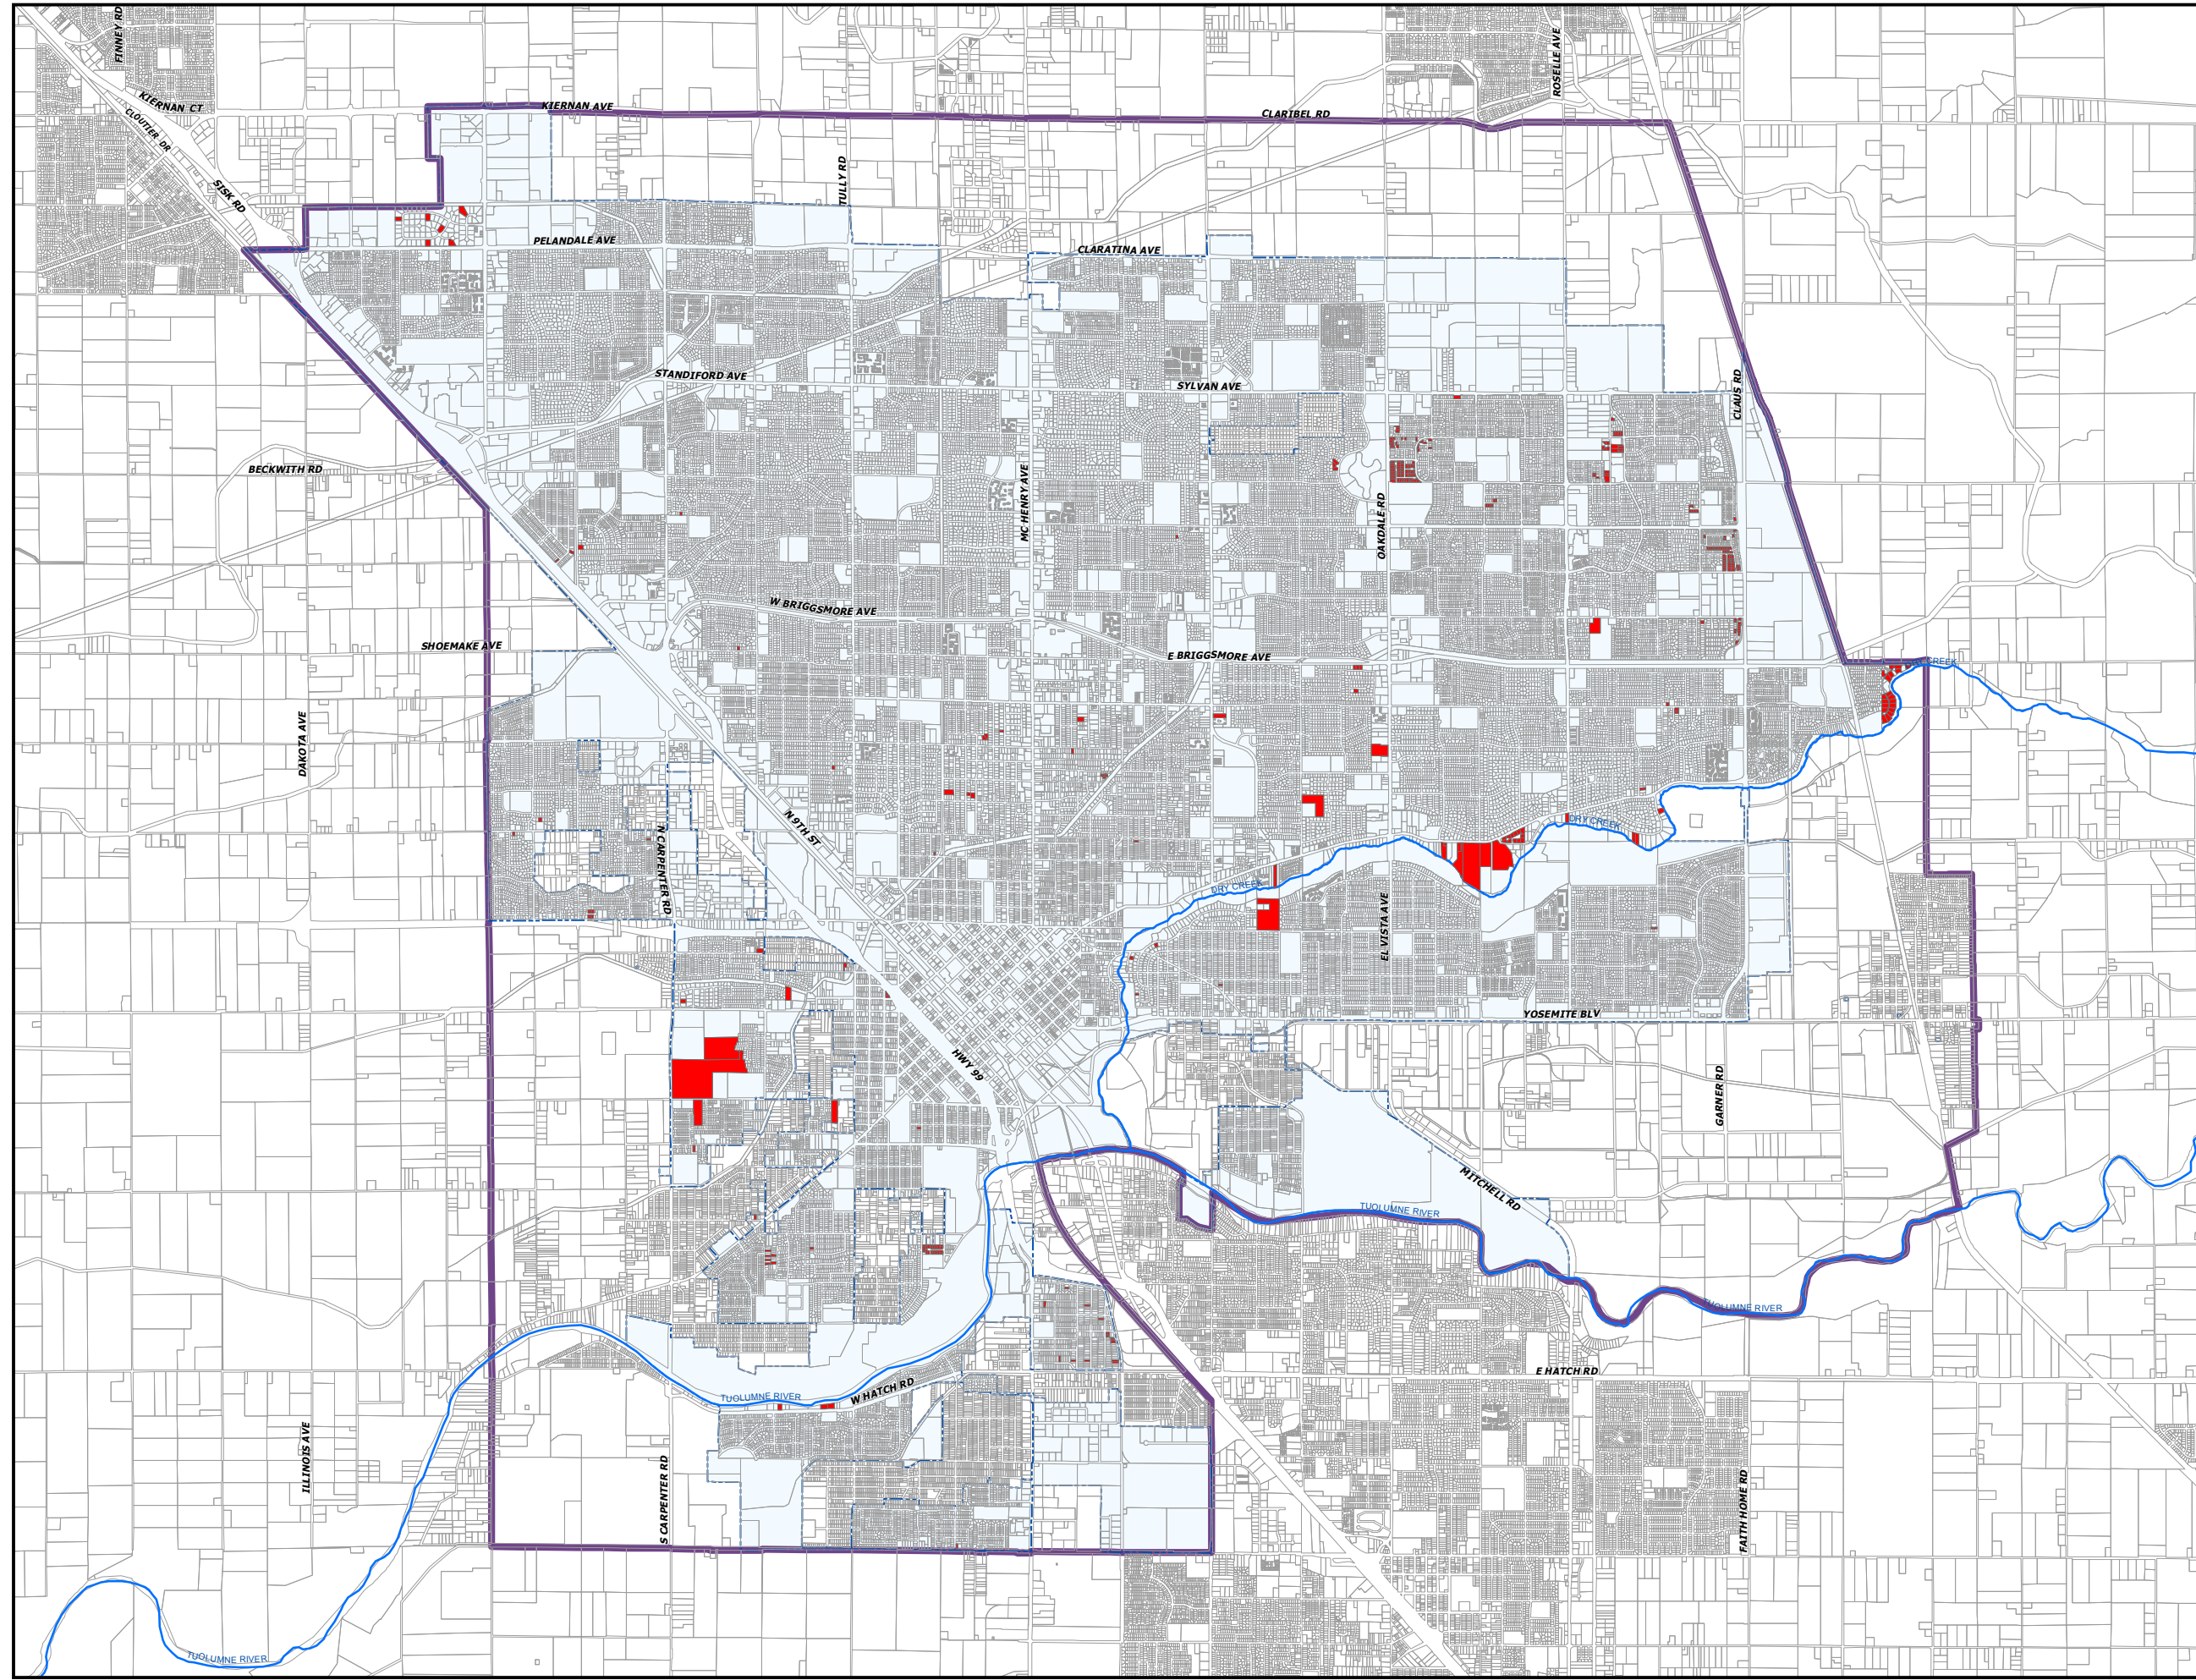 FINNEY RD
ROSELLE AVE
KIERNAN CT
KIERNAN AVE
CLOUTIER DR
CLARIBEL RD
TULLY RD
SISK RD
PELANDALE AVE
CLARATINA AVE
STANDIFORD AVE
SYLVAN AVE
CLAUS RD
BECKWITH RD
MC HENRY AVE
OAKDALE RD
W BRIGGSMORE AVE
SHOEMAKE AVE
E BRIGGSMORE AVE
DRY CREEK
DAKOTA AVE
N 9TH ST
DRY CREEK
N CARPENTER RD
DRY CREEK
EL VISTA AVE
YOSEMITE BLV
HWY 99
GARNER RD
MITCHELL RD
TUOLUMNE RIVER
TUOLUMNE RIVER
E HATCH RD
W HATCH RD
TUOLUMNE RIVER
ILLINOIS AVE
S CARPENTER RD
FAITH HOME RD
TUOLUMNE RIVER